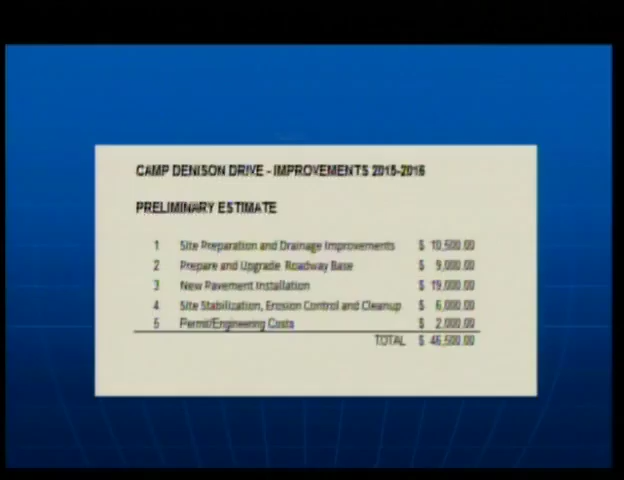 CAMP DENISON DRIVE - IMPROVEMENTS 2015-2016
PRELIMINARY ESTIMATE
1 Site Preparation and Drainage Improvements $ 10,500.00
2 Prepare and Upgrade Roadway Base $ 9,000.00
3 New Pavement Installation $ 19,000.00
4 Site Stabilization, Erosion Control and Cleanup $ 6,000.00
5 Permit/Engineering Costs $ 2,000.00
TOTAL $ 46,500.00